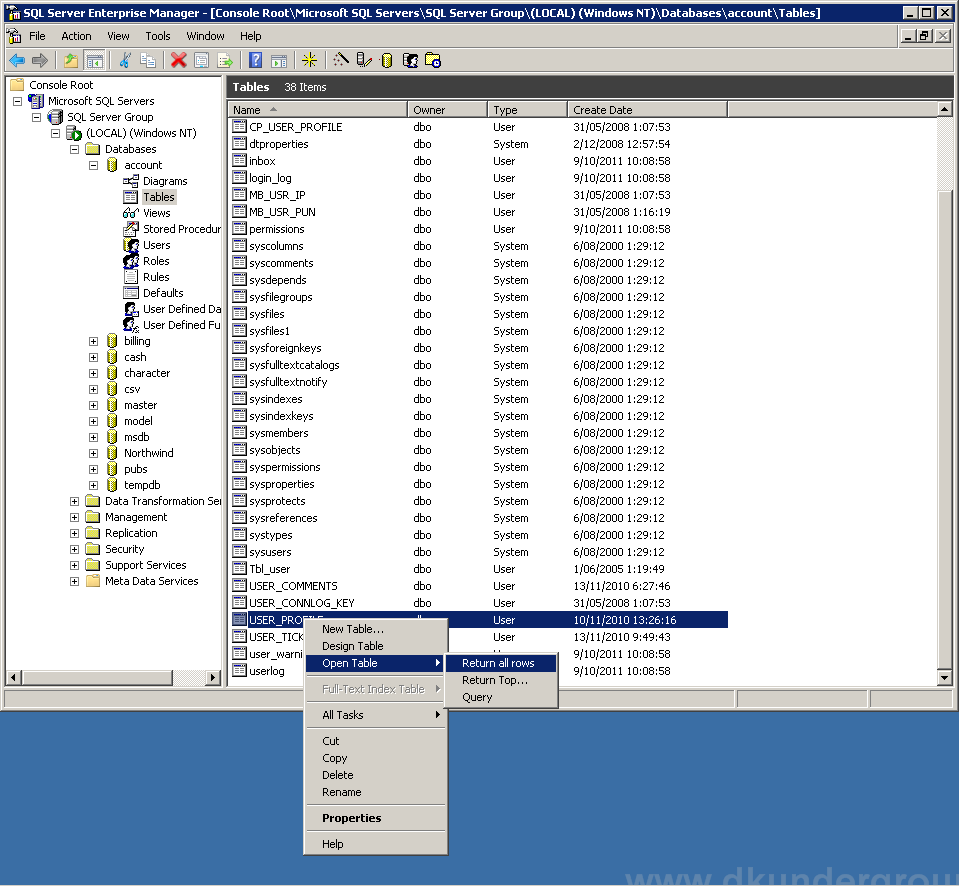 SQL Server Enterprise Manager - [Console Root\Microsoft SQL Servers\SQL Server Group\(LOCAL) (Windows NT)\Databases\account\Tables]
File Action View Tools Window Help
Console Root
Microsoft SQL Servers
SQL Server Group
(LOCAL) (Windows NT)
Databases
account
Diagrams
Tables
Views
Stored Procedur
Users
Roles
Rules
Defaults
User Defined Da
User Defined Fu
billing
cash
character
csv
master
model
msdb
Northwind
pubs
tempdb
Data Transformation Ser
Management
Replication
Security
Support Services
Meta Data Services
Tables 38 Items
Name Owner Type Create Date
CP_USER_PROFILE dbo User 31/05/2008 1:07:53
dtproperties dbo System 2/12/2008 12:57:54
inbox dbo User 9/10/2011 10:08:58
login_log dbo User 9/10/2011 10:08:58
MB_USR_IP dbo User 31/05/2008 1:07:53
MB_USR_PUN dbo User 31/05/2008 1:16:19
permissions dbo User 9/10/2011 10:08:58
syscolumns dbo System 6/08/2000 1:29:12
syscomments dbo System 6/08/2000 1:29:12
sysdepends dbo System 6/08/2000 1:29:12
sysfilegroups dbo System 6/08/2000 1:29:12
sysfiles dbo System 6/08/2000 1:29:12
sysfiles1 dbo System 6/08/2000 1:29:12
sysforeignkeys dbo System 6/08/2000 1:29:12
sysfulltextcatalogs dbo System 6/08/2000 1:29:12
sysfulltextnotify dbo System 6/08/2000 1:29:12
sysindexes dbo System 6/08/2000 1:29:12
sysindexkeys dbo System 6/08/2000 1:29:12
sysmembers dbo System 6/08/2000 1:29:12
sysobjects dbo System 6/08/2000 1:29:12
syspermissions dbo System 6/08/2000 1:29:12
sysproperties dbo System 6/08/2000 1:29:12
sysprotects dbo System 6/08/2000 1:29:12
sysreferences dbo System 6/08/2000 1:29:12
systypes dbo System 6/08/2000 1:29:12
sysusers dbo System 6/08/2000 1:29:12
Tbl_user dbo User 1/06/2005 1:19:49
USER_COMMENTS dbo User 13/11/2010 6:27:46
USER_CONNLOG_KEY dbo User 31/05/2008 1:07:53
USER_PROFILE dbo User 10/11/2010 13:26:16
USER_TICK User 13/11/2010 9:49:43
user_warni User 9/10/2011 10:08:58
userlog User 9/10/2011 10:08:58
New Table...
Design Table
Open Table
Full-Text Index Table
All Tasks
Cut
Copy
Delete
Rename
Properties
Help
Return all rows
Return Top...
Query
www.dkundergrou